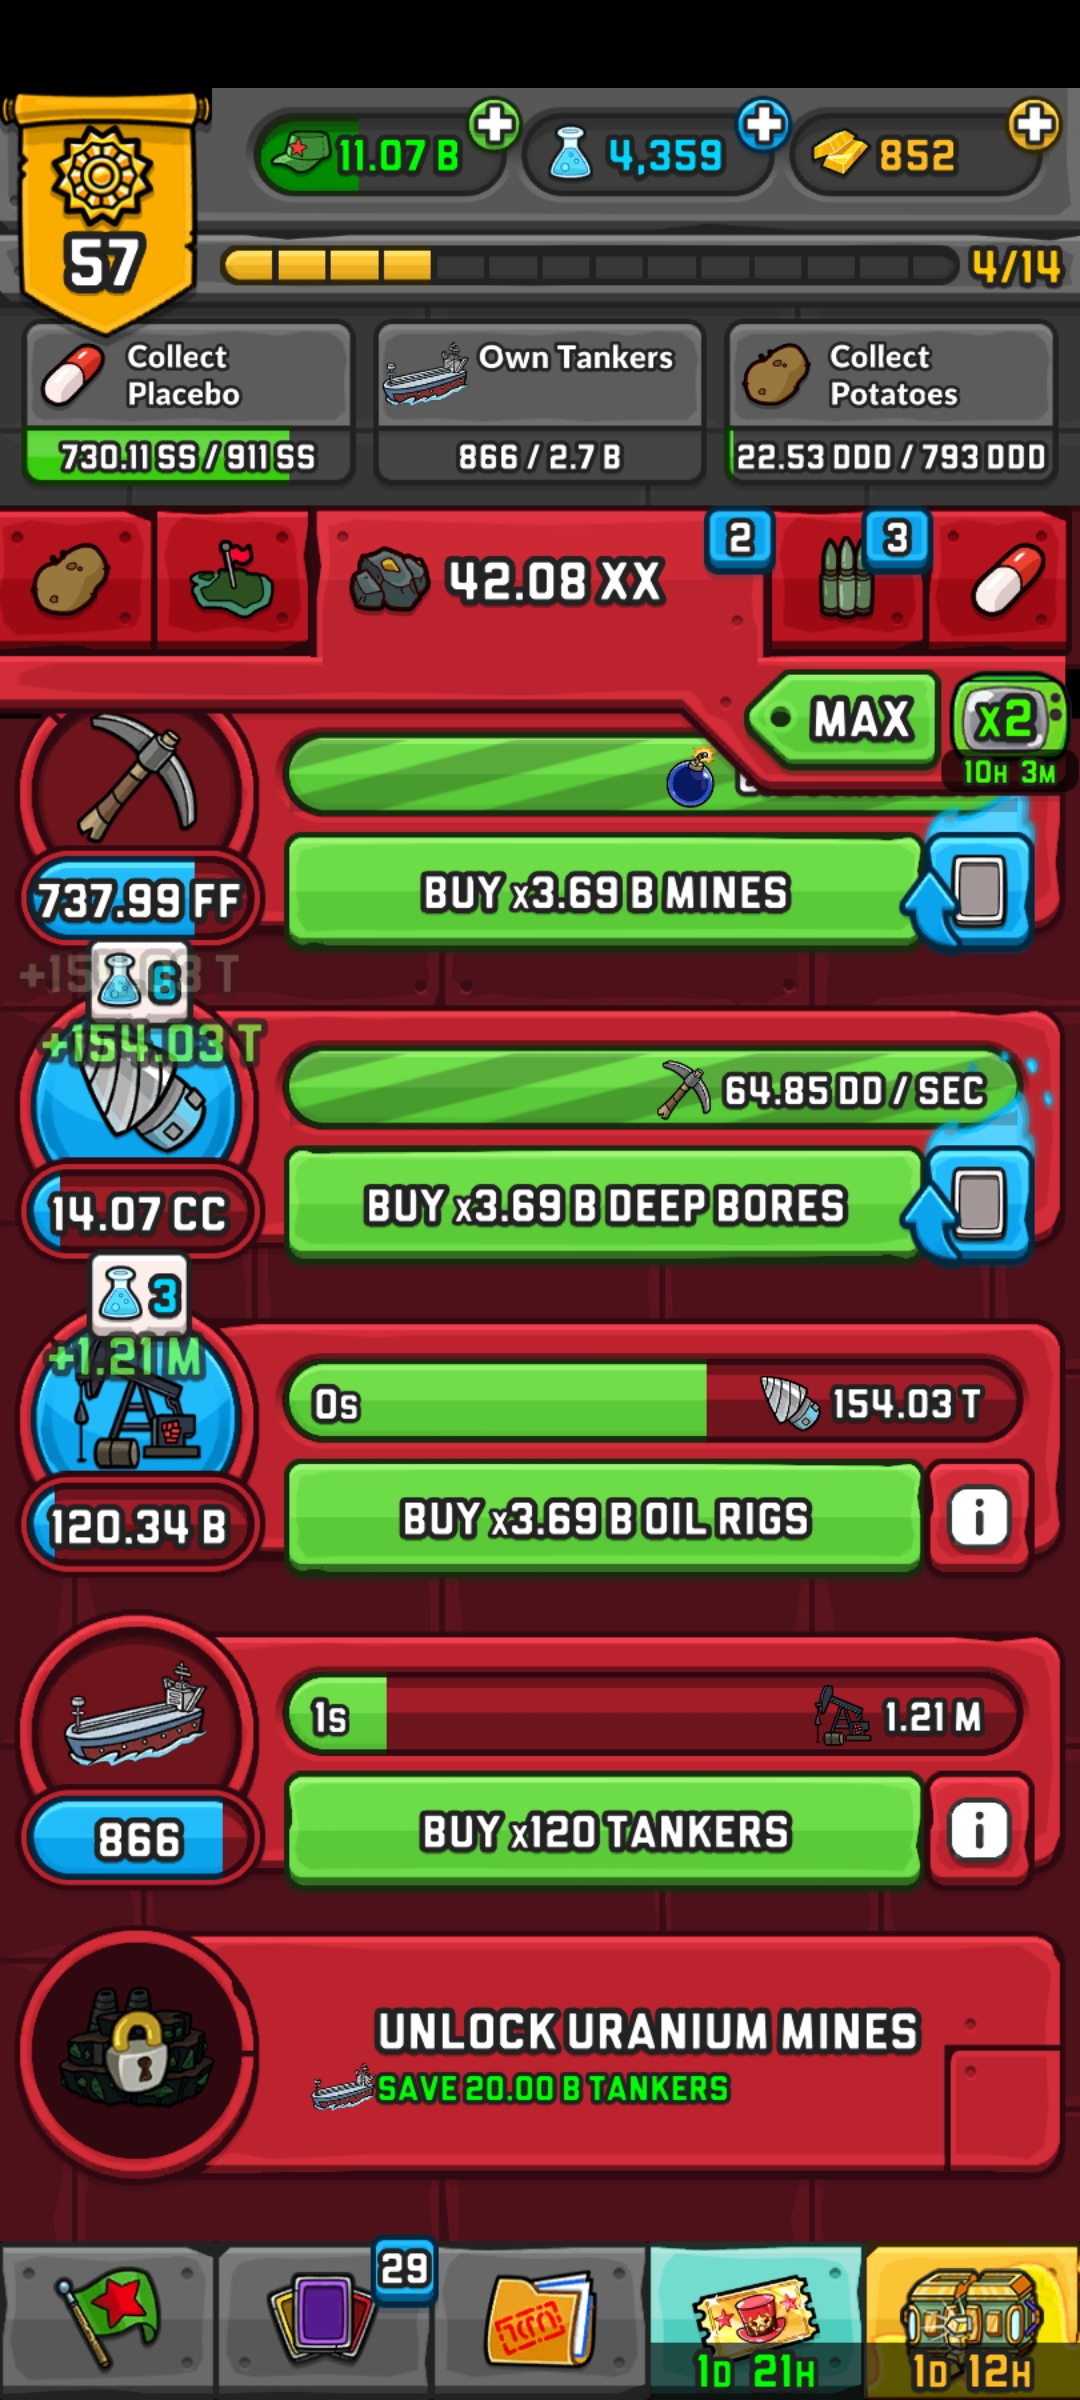 11.07 B
4,359
852
57
4/14
Collect
Placebo
730.11 SS / 911 SS
Own Tankers
866 / 2.7 B
Collect
Potatoes
22.53 DDD / 793 DDD
42.08 XX
2
3
MAX
x2
10H 3M
737.99 FF
BUY x3.69 B MINES
6
+154.03 T
64.85 DD / SEC
14.07 CC
BUY x3.69 B DEEP BORES
3
+1.21 M
0s
154.03 T
120.34 B
BUY x3.69 B OIL RIGS
i
1s
1.21 M
866
BUY x120 TANKERS
i
UNLOCK URANIUM MINES
SAVE 20.00 B TANKERS
29
1D 21H
1D 12H